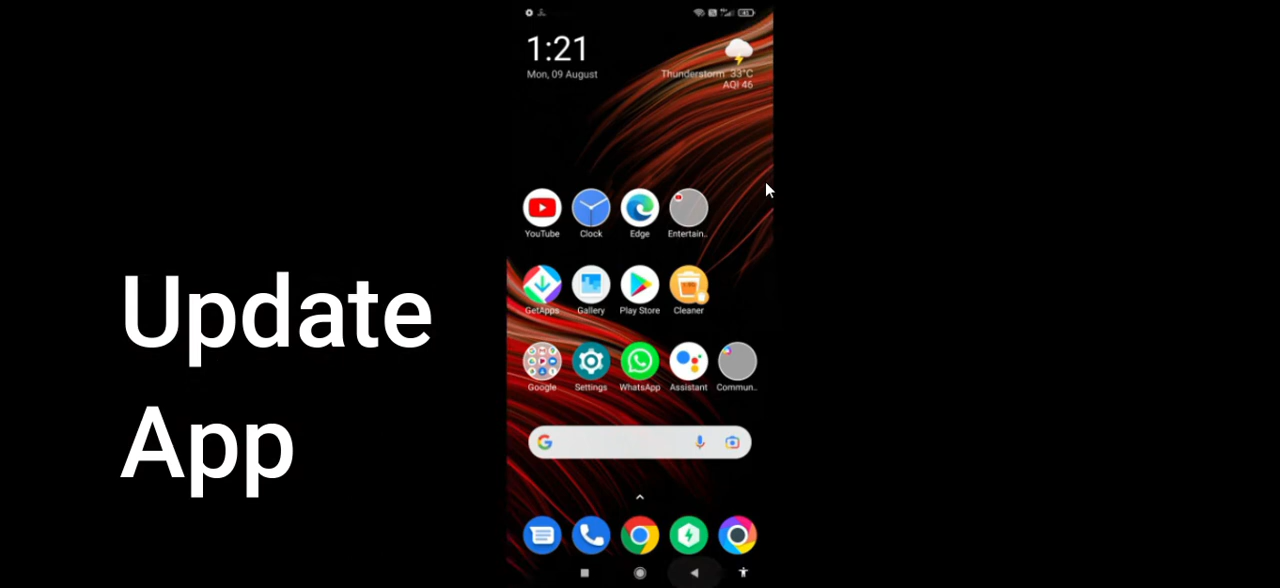 1:21
Mon, 09 August
Thunderstorm 33°C
AQI 46
YouTube Clock Edge Entertain..
GetApps Gallery Play Store Cleaner
Google Settings WhatsApp Assistant Commun..
Update
App